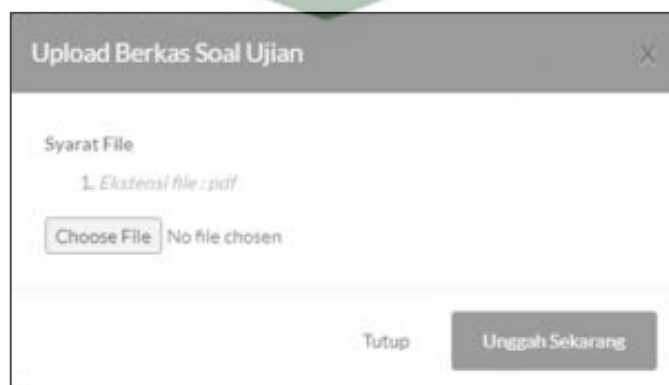 Upload Berkas Soal Ujian X
Syarat File
1. Ekstensi file : pdf
Choose File No file chosen
Tutup Unggah Sekarang